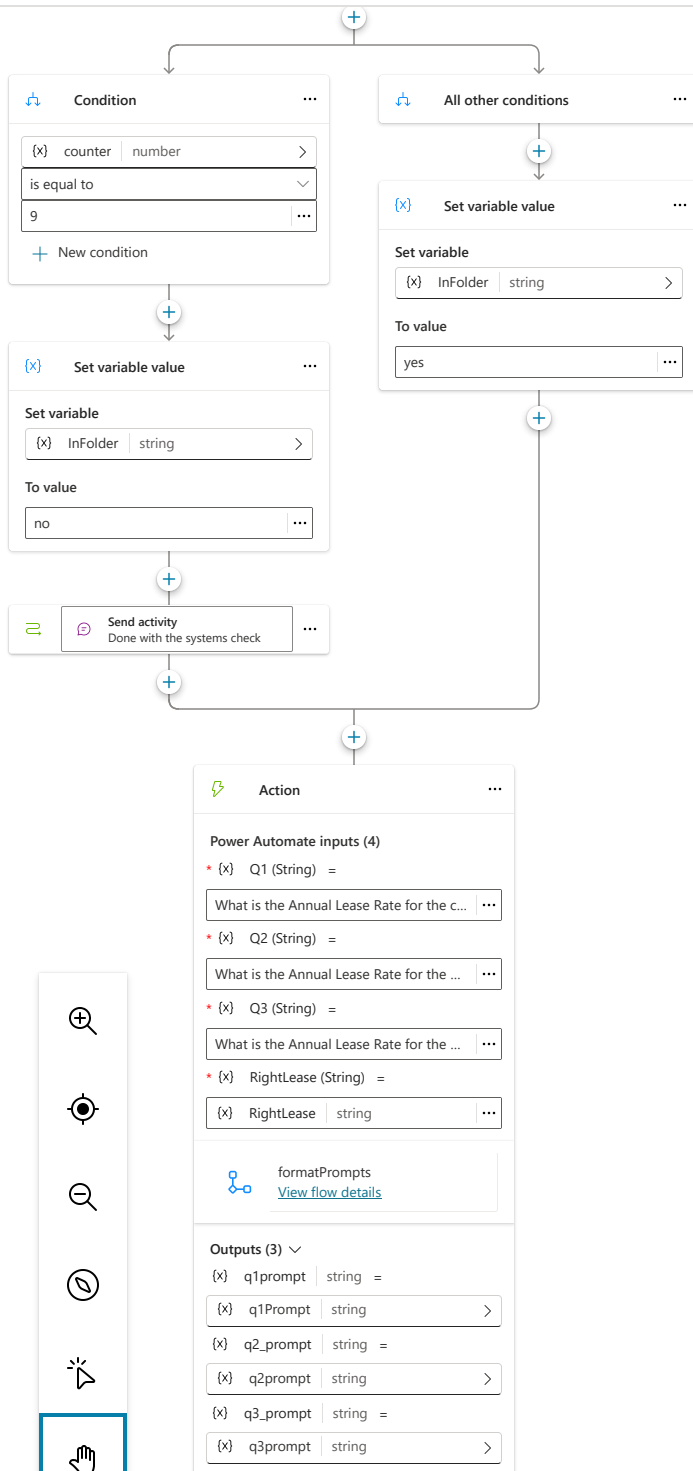 Condition
...
All other conditions
...
{x} counter number
is equal to
9 ...
New condition
Set variable value
...
Set variable
{x} InFolder string
To value
yes ...
Set variable value
...
Set variable
{x} InFolder string
To value
no ...
Send activity
Done with the systems check
...
Action
...
Power Automate inputs (4)
* {x} Q1 (String) =
What is the Annual Lease Rate for the c... ...
* {x} Q2 (String) =
What is the Annual Lease Rate for the ... ...
* {x} Q3 (String) =
What is the Annual Lease Rate for the ... ...
* {x} RightLease (String) =
{x} RightLease string ...
formatPrompts
View flow details
Outputs (3)
{x} q1prompt string =
{x} q1Prompt string
{x} q2_prompt string =
{x} q2prompt string
{x} q3_prompt string =
{x} q3prompt string